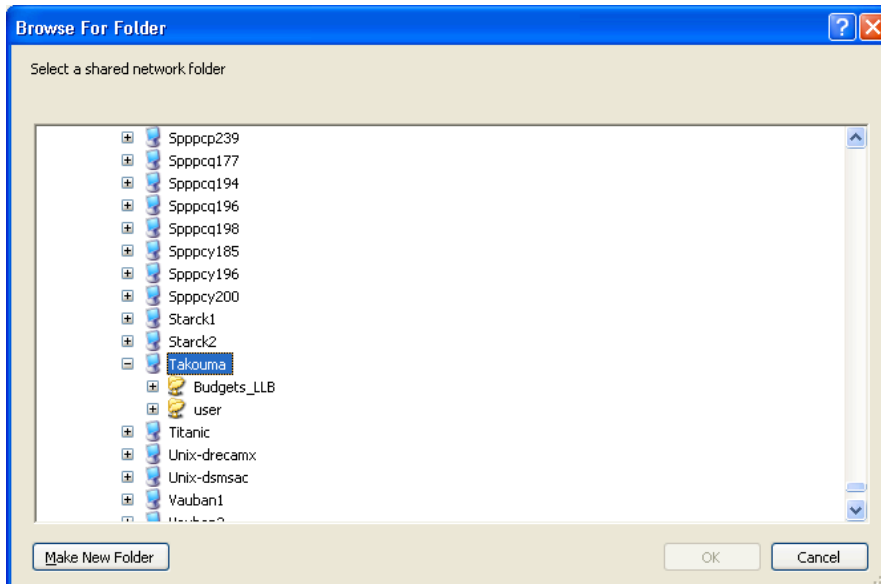 Browse For Folder
Select a shared network folder
Spppcp239
Spppcq177
Spppcq194
Spppcq196
Spppcq198
Spppcy185
Spppcy196
Spppcy200
Starck1
Starck2
Takouma
Budgets_LLB
user
Titanic
Unix-drecamx
Unix-dsmsac
Vauban1
Make New Folder
OK
Cancel